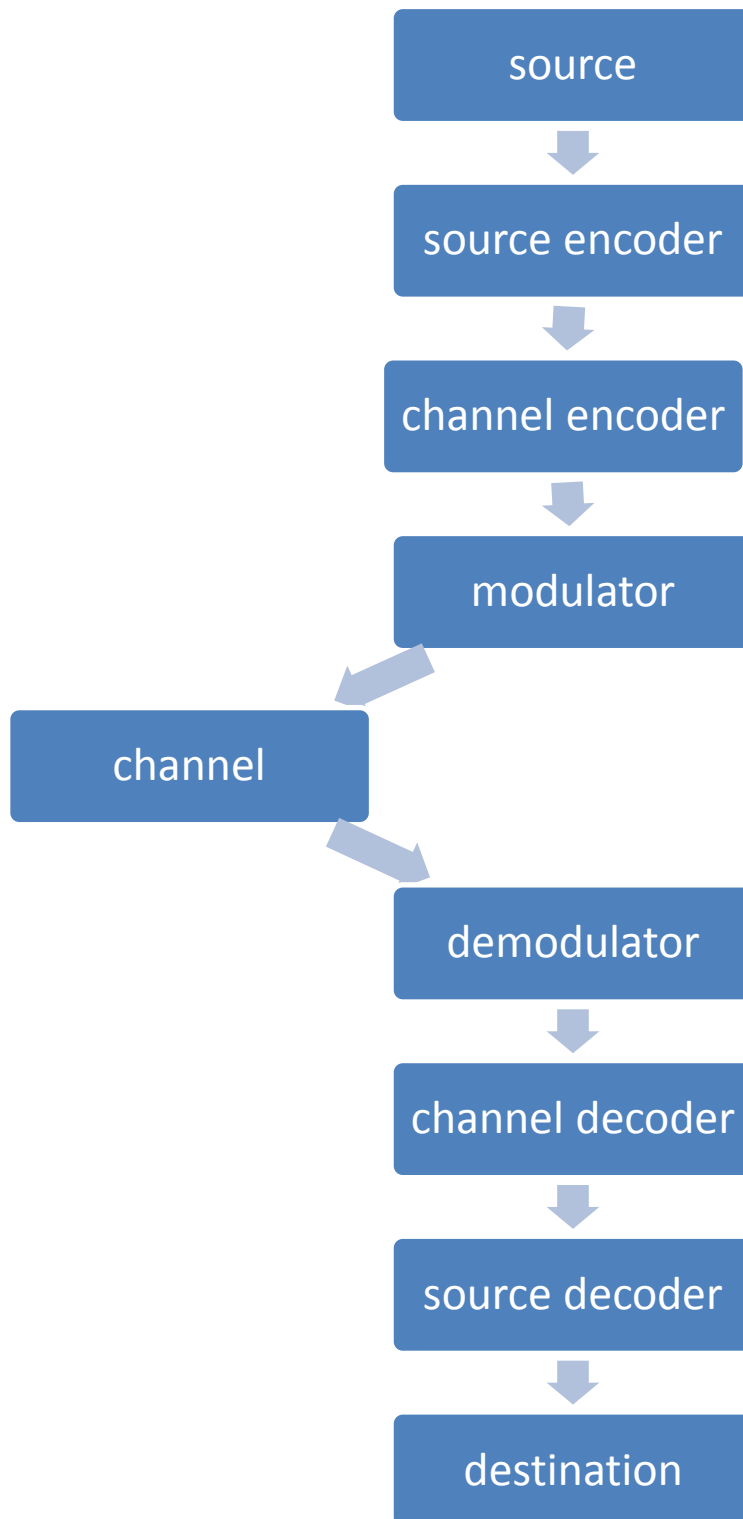 source
source encoder
channel encoder
modulator
channel
demodulator
channel decoder
source decoder
destination